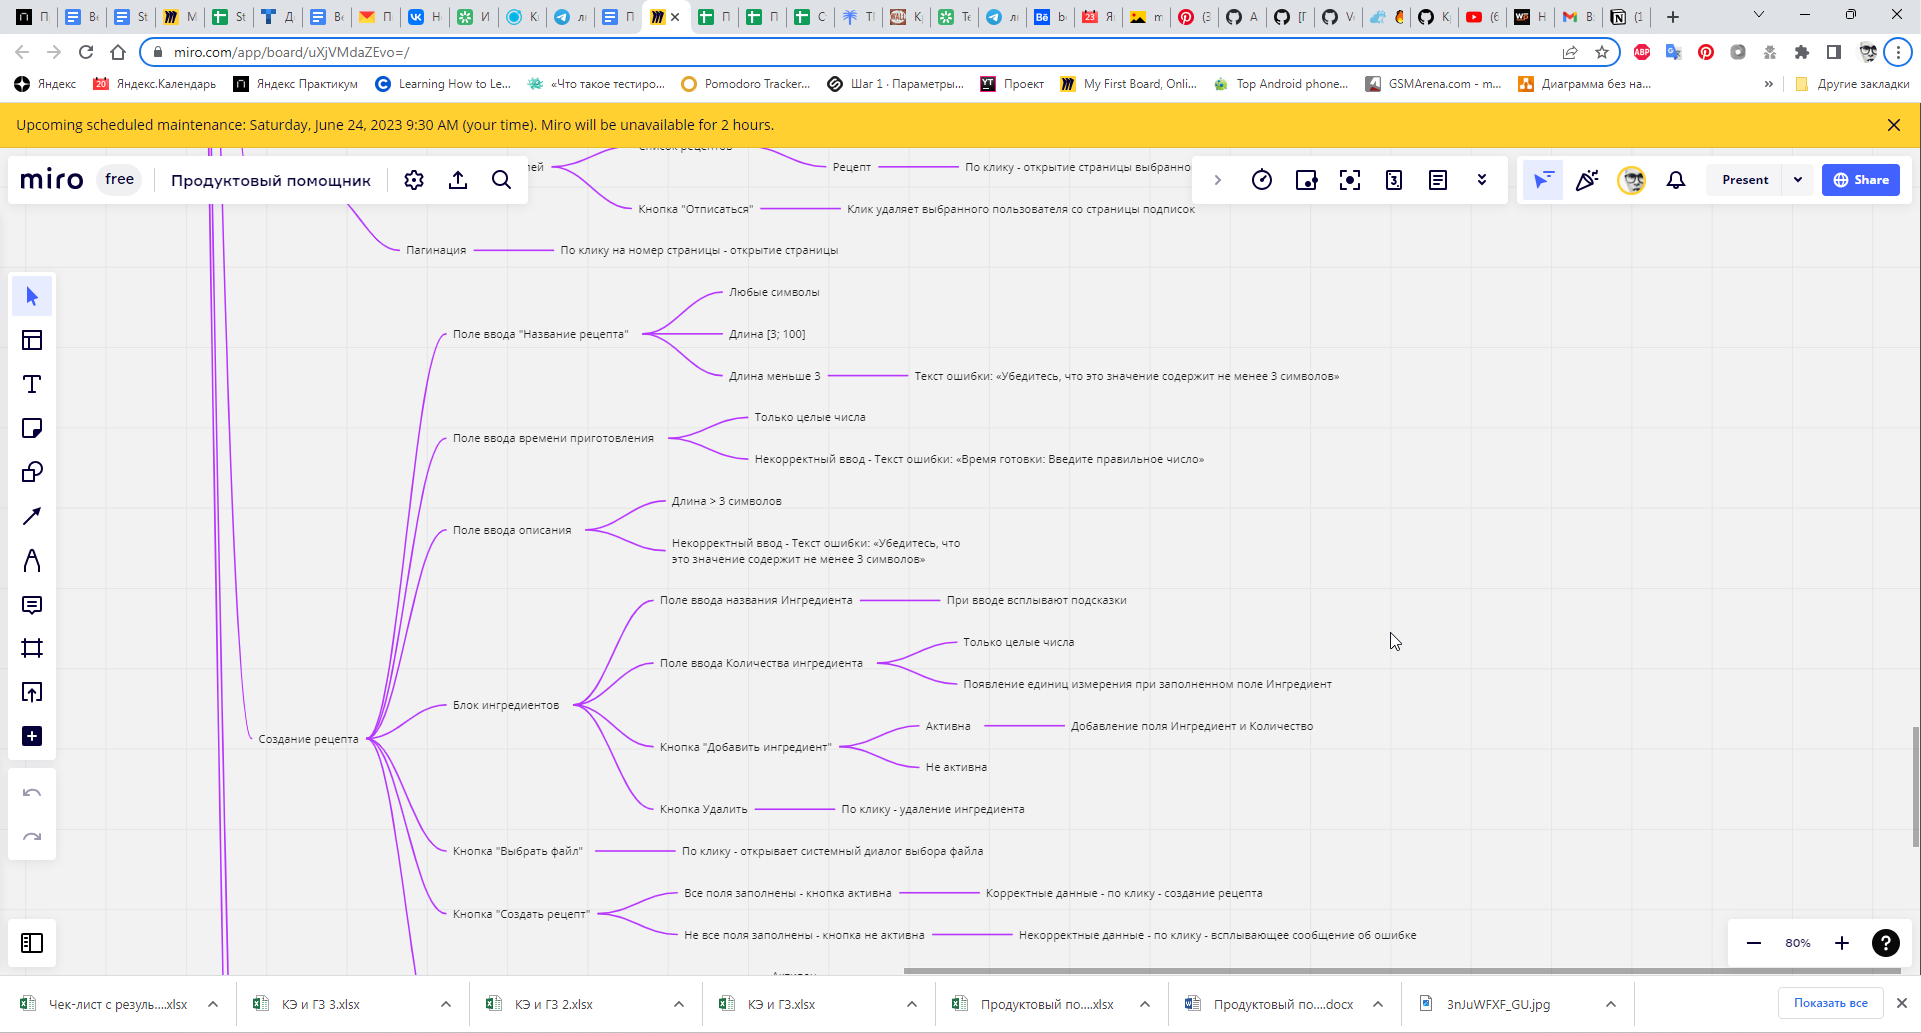 miro.com/app/board/uXjVMdaZEvo=/
Яндекс
Яндекс.Календарь
Яндекс Практикум
Learning How to Le...
«Что такое тестиро...
Pomodoro Tracker...
Шаг 1 · Параметры...
Проект
My First Board, Onli...
Top Android phone...
GSMArena.com - m...
Диаграмма без на...
»
Другие закладки
Upcoming scheduled maintenance: Saturday, June 24, 2023 9:30 AM (your time). Miro will be unavailable for 2 hours.
miro
free
Продуктовый помощник
Present
Share
Рецепт
По клику - открытие страницы выбранно
Кнопка "Отписаться"
Клик удаляет выбранного пользователя со страницы подписок
Пагинация
По клику на номер страницы - открытие страницы
Любые символы
Поле ввода "Название рецепта"
Длина [3; 100]
Длина меньше 3
Текст ошибки: «Убедитесь, что это значение содержит не менее 3 символов»
Только целые числа
Поле ввода времени приготовления
Некорректный ввод - Текст ошибки: «Время готовки: Введите правильное число»
Длина > 3 символов
Поле ввода описания
Некорректный ввод - Текст ошибки: «Убедитесь, что
это значение содержит не менее 3 символов»
Поле ввода названия Ингредиента
При вводе всплывают подсказки
Только целые числа
Поле ввода Количества ингредиента
Появление единиц измерения при заполненном поле Ингредиент
Блок ингредиентов
Активна
Добавление поля Ингредиент и Количество
Создание рецепта
Кнопка "Добавить ингредиент"
Не активна
Кнопка Удалить
По клику - удаление ингредиента
Кнопка "Выбрать файл"
По клику - открывает системный диалог выбора файла
Все поля заполнены - кнопка активна
Корректные данные - по клику - создание рецепта
Кнопка "Создать рецепт"
Не все поля заполнены - кнопка не активна
Некорректные данные - по клику - всплывающее сообщение об ошибке
80%
Чек-лист с резуль....xlsx
КЭ и ГЗ 3.xlsx
КЭ и ГЗ 2.xlsx
КЭ и ГЗ.xlsx
Продуктовый по....xlsx
Продуктовый по....docx
3nJuWFXF_GU.jpg
Показать все